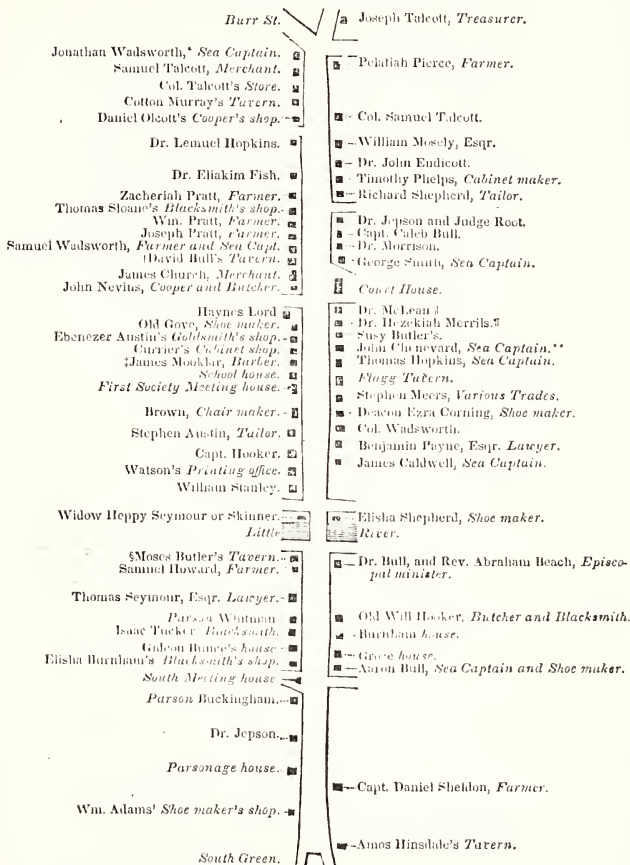 Burr St.
a Joseph Talcott, Treasurer.
Jonathan Wadsworth,* Sea Captain.
Samuel Talcott, Merchant.
Col. Talcott's Store.
Cotton Murray's Tavern.
Daniel Olcott's Cooper's shop.
Dr. Lemuel Hopkins.
Dr. Eliakim Fish.
Zacheriah Pratt, Farmer.
Thomas Sloane's Blacksmith's shop.
Wm. Pratt, Farmer.
Joseph Pratt, Farmer.
Samuel Wadsworth, Farmer and Sea Capt.
†David Bull's Tavern.
James Church, Merchant.
John Nevins, Cooper and Butcher.
Pelatiah Pierce, Farmer.
Col. Samuel Talcott.
William Mosely, Esqr.
Dr. John Endicott.
Timothy Phelps, Cabinet maker.
Richard Shepherd, Tailor.
Dr. Jepson and Judge Root.
Capt. Caleb Bull.
Dr. Morrison.
George Smith, Sea Captain.
Court House.
Haynes Lord
Old Gove, Shoe maker.
Ebenezer Austin's Goldsmith's shop.
Currier's Cabinet shop.
‡James Mooklar, Barber.
School house.
First Society Meeting house.
Brown, Chair maker.
Stephen Austin, Tailor.
Capt. Hooker.
Watson's Printing office.
William Stanley.
Dr. McLean
Dr. Hezekiah Merrils.¶
Susy Butler's.
John Chenevard, Sea Captain.**
Thomas Hopkins, Sea Captain.
Flagg Tavern.
Stephen Meers, Various Trades.
Deacon Ezra Corning, Shoe maker.
Col. Wadsworth.
Benjamin Payne, Esqr. Lawyer.
James Caldwell, Sea Captain.
Widow Heppy Seymour or Skinner.
Elisha Shepherd, Shoe maker.
Little River.
§Moses Butler's Tavern.
Samuel Howard, Farmer.
Thomas Seymour, Esqr. Lawyer.
Parson Whitman
Isaac Tucker Blacksmith.
Gideon Bunce's house
Elisha Burnham's Blacksmith's shop.
South Meeting house
Dr. Bull, and Rev. Abraham Beach, Episco-
pal minister.
Old Will Hooker, Butcher and Blacksmith.
Burnham house.
Grove house.
Aaron Bull, Sea Captain and Shoe maker.
Parson Buckingham.
Dr. Jepson.
Parsonage house.
Wm. Adams' Shoe maker's shop.
Capt. Daniel Sheldon, Farmer.
Amos Hinsdale's Tavern.
South Green.